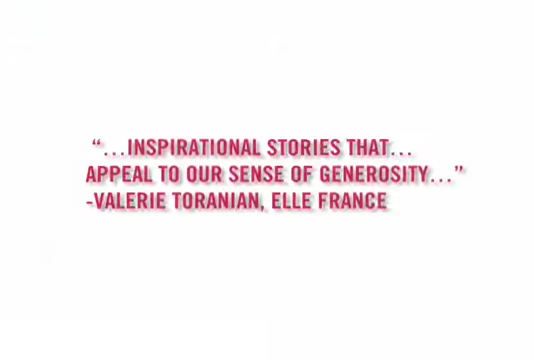 “…INSPIRATIONAL STORIES THAT…
APPEAL TO OUR SENSE OF GENEROSITY…”
-VALERIE TORANIAN, ELLE FRANCE